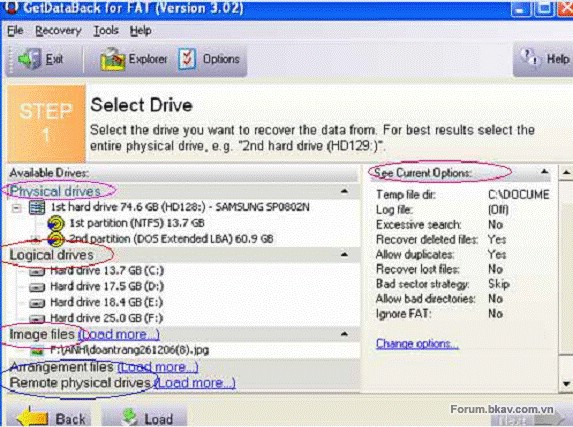 GetDataBack for FAT (Version 3.02)
File Recovery Tools Help
Exit Explorer Options Help
STEP
1
Select Drive
Select the drive you want to recover the data from. For best results select the
entire physical drive, e.g. "2nd hard drive (HD129:)".
Available Drives:
Physical drives
1st hard drive 74.6 GB (HD128:) - SAMSUNG SP0802N
1st partition (NTFS) 13.7 GB
2nd partition (DOS Extended LBA) 60.9 GB
Logical drives
Hard drive 13.7 GB (C:)
Hard drive 17.5 GB (D:)
Hard drive 18.4 GB (E:)
Hard drive 25.0 GB (F:)
Image files (Load more...)
F:\ANH\doantrang261206(8).jpg
Arrangement files (Load more...)
Remote physical drives (Load more...)
See Current Options:
Temp file dir: C:\DOCUME
Log file: (Off)
Excessive search: No
Recover deleted files: Yes
Allow duplicates: Yes
Recover lost files: No
Bad sector strategy: Skip
Allow bad directories: No
Ignore FAT: No
Change options...
Back Load Next
Forum.bkav.com.vn